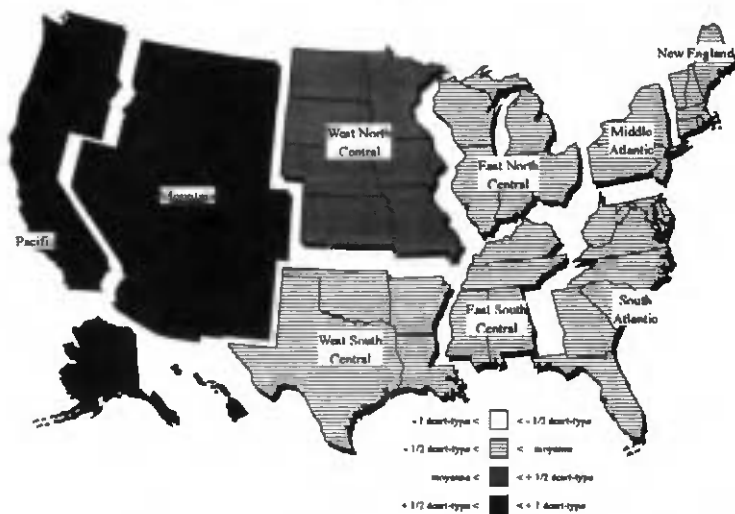 New England
West North
Central
Middle
Atlantic
East North
Central
Pacifi
South
Atlantic
East South
Central
West South
Central
- 1 écart-type < < - 1/2 écart-type
- 1/2 écart-type < < moyenne
moyenne < < + 1/2 écart-type
+ 1/2 écart-type < < + 1 écart-type